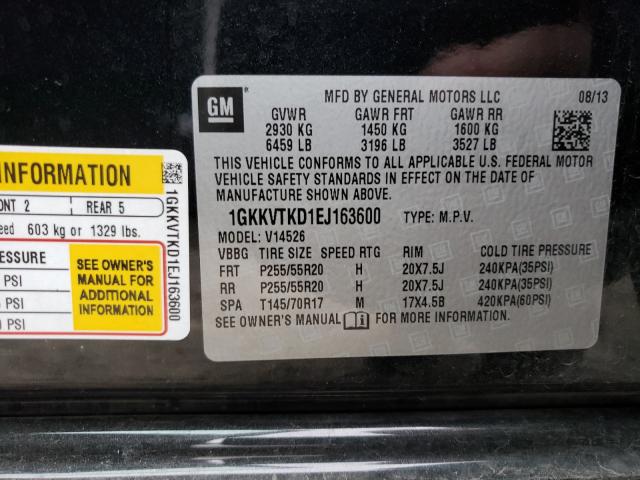 INFORMATION
ONT 2 REAR 5
eed 603 kg or 1329 lbs.
ESSURE
PSI
PSI
PSI
SEE OWNER'S
MANUAL FOR
ADDITIONAL
INFORMATION
1GKKVTKD1EJ163600
GM
MFD BY GENERAL MOTORS LLC 08/13
GVWR GAWR FRT GAWR RR
2930 KG 1450 KG 1600 KG
6459 LB 3196 LB 3527 LB
THIS VEHICLE CONFORMS TO ALL APPLICABLE U.S. FEDERAL MOTOR
VEHICLE SAFETY STANDARDS IN EFFECT ON THE DATE OF
MANUFACTURE SHOWN ABOVE.
1GKKVTKD1EJ163600 TYPE: M.P.V.
MODEL: V14526
VBBG TIRE SIZE SPEED RTG RIM COLD TIRE PRESSURE
FRT P255/55R20 H 20X7.5J 240KPA(35PSI)
RR P255/55R20 H 20X7.5J 240KPA(35PSI)
SPA T145/70R17 M 17X4.5B 420KPA(60PSI)
SEE OWNER'S MANUAL FOR MORE INFORMATION.